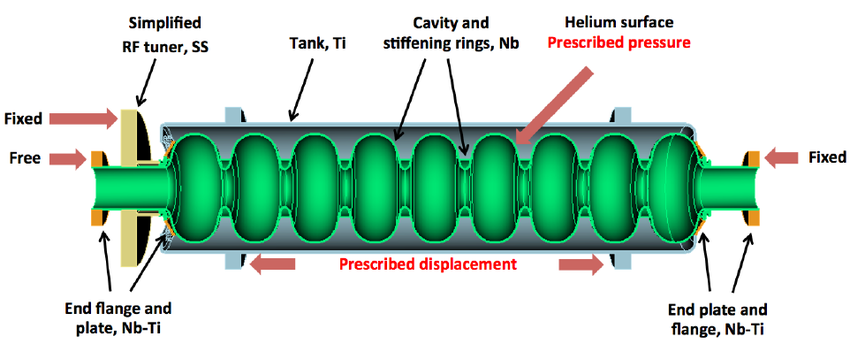 Simplified
RF tuner, SS
Tank, Ti
Cavity and
stiffening rings, Nb
Helium surface
Prescribed pressure
Fixed
Free
Fixed
Prescribed displacement
End flange and
plate, Nb-Ti
End plate and
flange, Nb-Ti